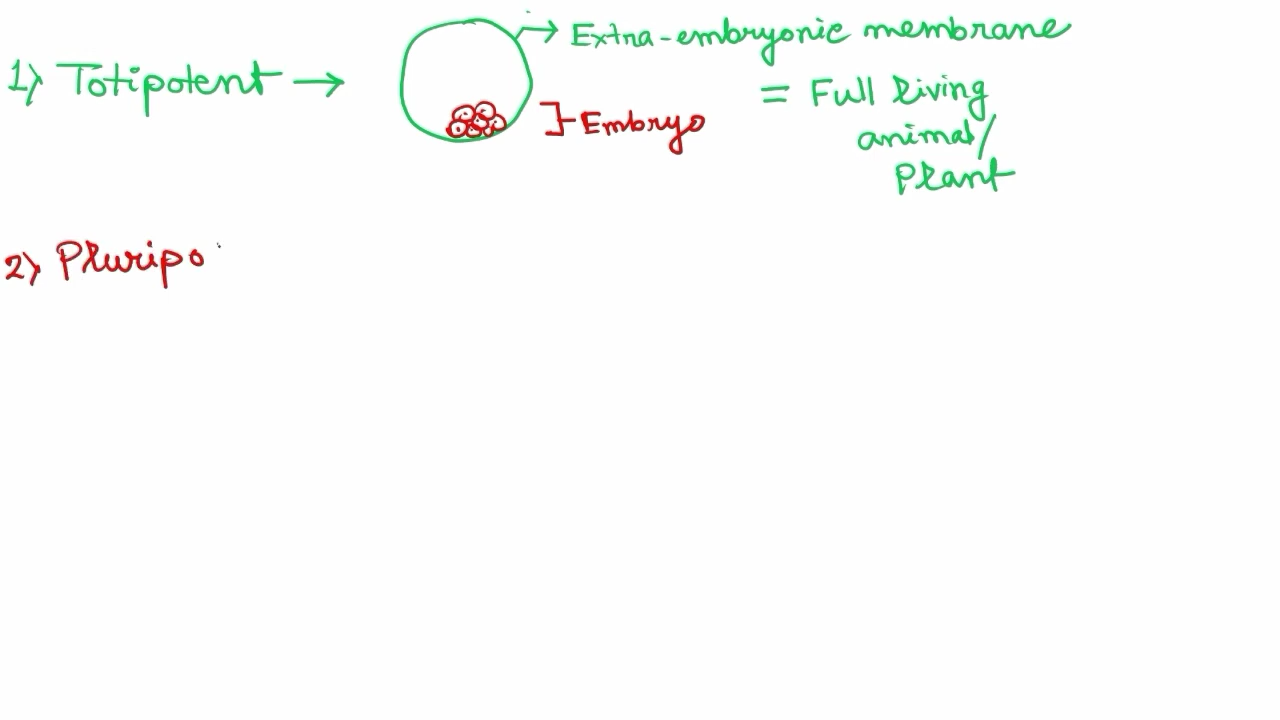 1) Totipotent →
Extra-embryonic membrane
= Full living
animal/
Plant
Embryo
2) Pluripo